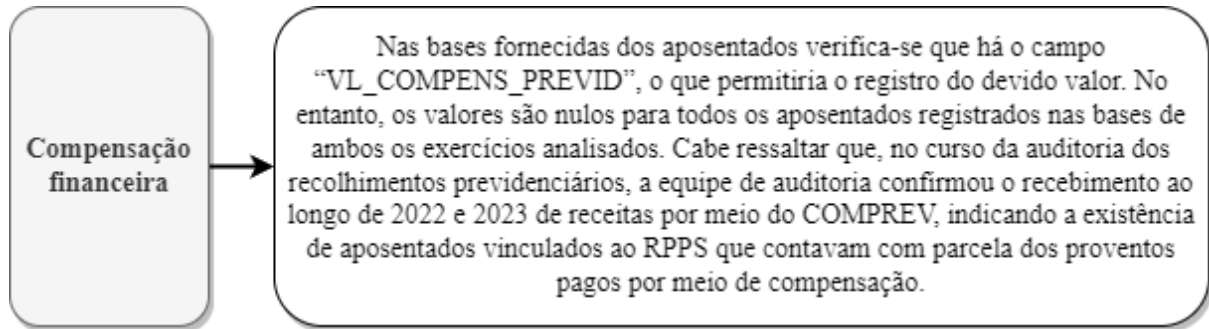 Compensação
financeira
Nas bases fornecidas dos aposentados verifica-se que há o campo
“VL_COMPENS_PREVID”, o que permitiria o registro do devido valor. No
entanto, os valores são nulos para todos os aposentados registrados nas bases de
ambos os exercícios analisados. Cabe ressaltar que, no curso da auditoria dos
recolhimentos previdenciários, a equipe de auditoria confirmou o recebimento ao
longo de 2022 e 2023 de receitas por meio do COMPREV, indicando a existência
de aposentados vinculados ao RPPS que contavam com parcela dos proventos
pagos por meio de compensação.